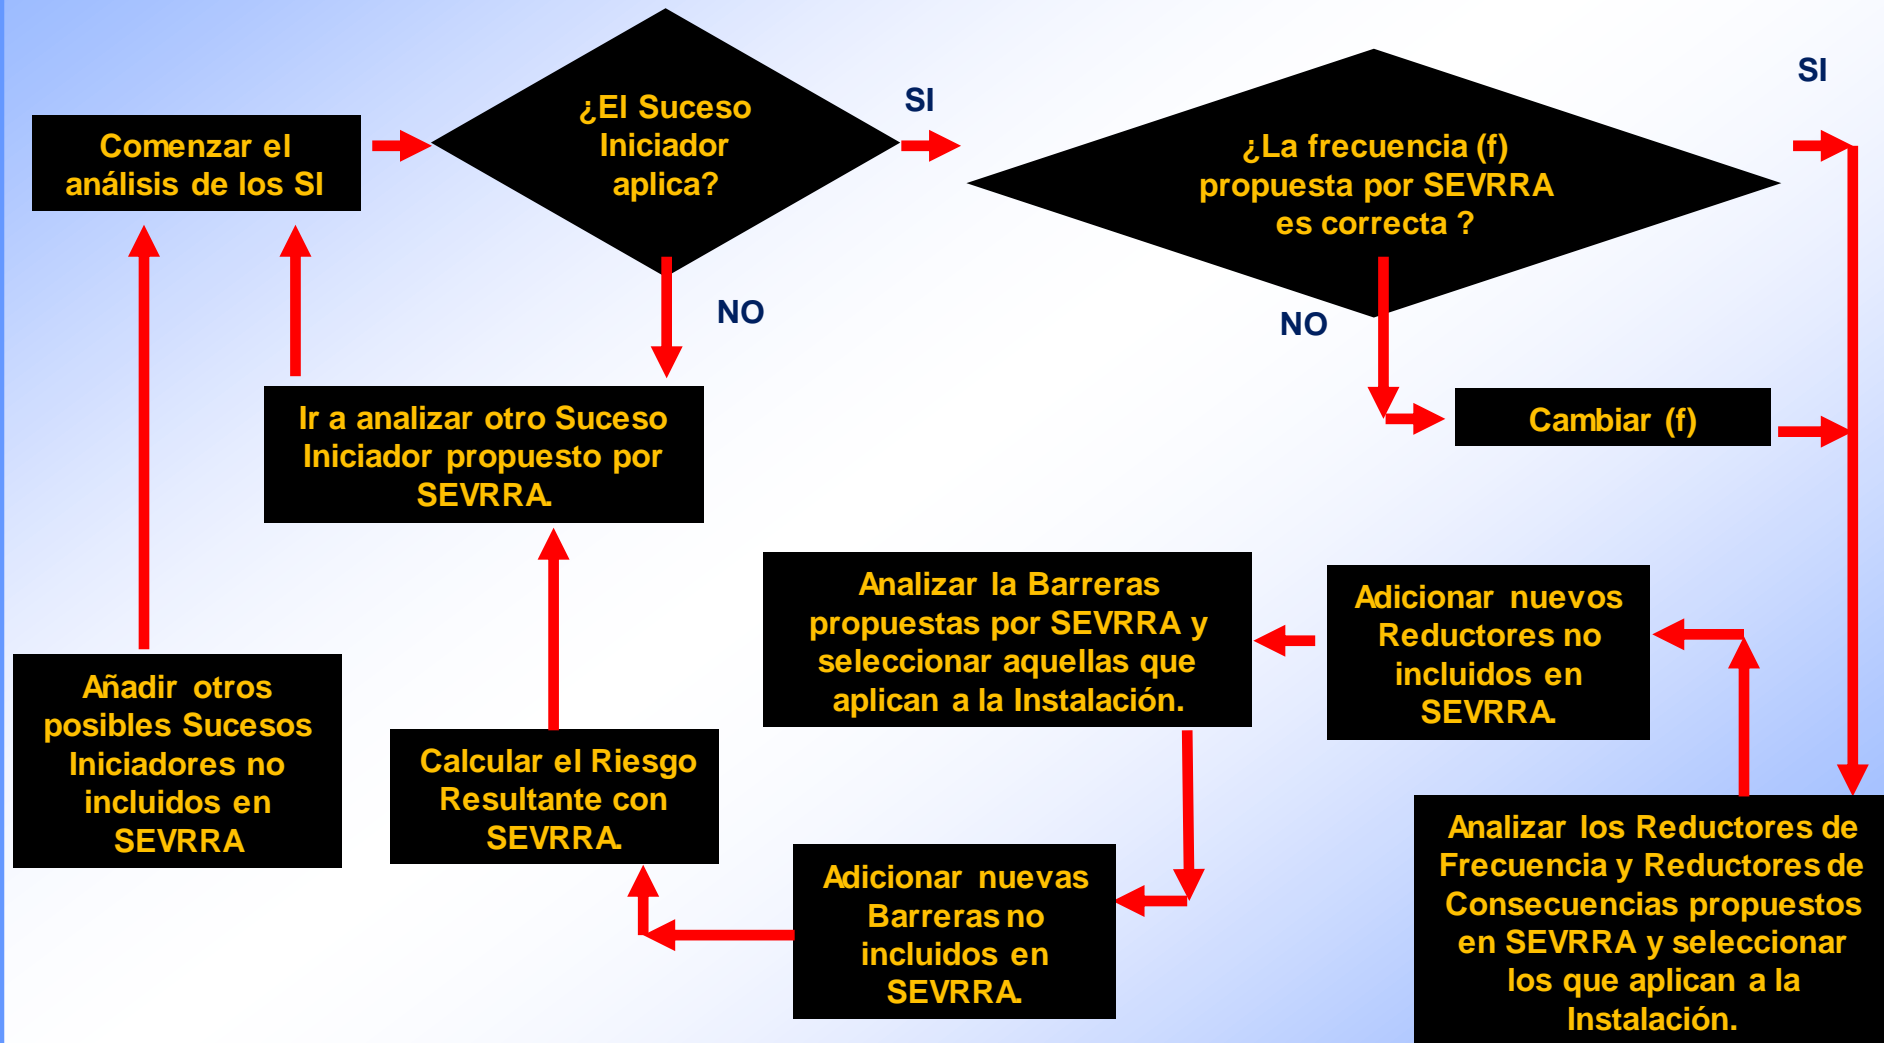 Comenzar el
análisis de los SI
¿El Suceso
Iniciador
aplica?
SI
NO
¿La frecuencia (f)
propuesta por SEVRRA
es correcta ?
SI
NO
Cambiar (f)
Ir a analizar otro Suceso
Iniciador propuesto por
SEVRRA.
Analizar la Barreras
propuestas por SEVRRA y
seleccionar aquellas que
aplican a la Instalación.
Adicionar nuevos
Reductores no
incluidos en
SEVRRA.
Añadir otros
posibles Sucesos
Iniciadores no
incluidos en
SEVRRA
Calcular el Riesgo
Resultante con
SEVRRA.
Adicionar nuevas
Barreras no
incluidos en
SEVRRA.
Analizar los Reductores de
Frecuencia y Reductores de
Consecuencias propuestos
en SEVRRA y seleccionar
los que aplican a la
Instalación.